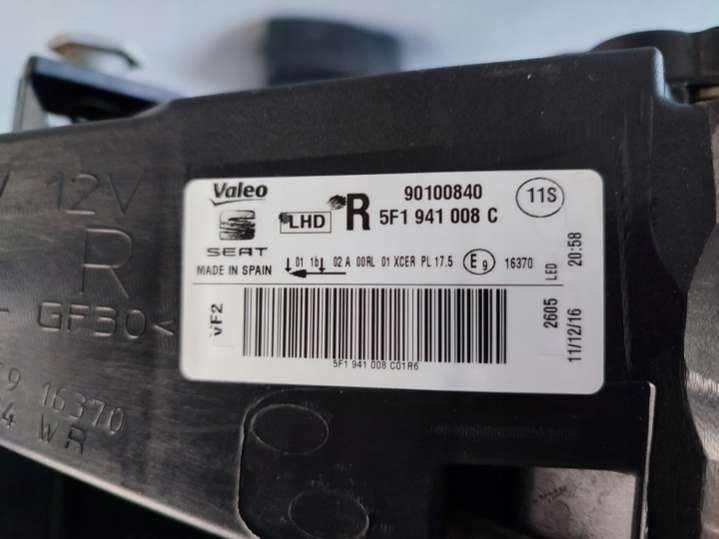 12V
R
GF30<
Valeo
SEAT
MADE IN SPAIN
LHD
R
90100840
5F1 941 008 C
11S
01 1b 02 A 00RL 01 XCER PL 17.5
E9
16370
LED
20:58
VF2
5F1 941 008 C01R6
2605
11/12/16
9 16370
4 WR